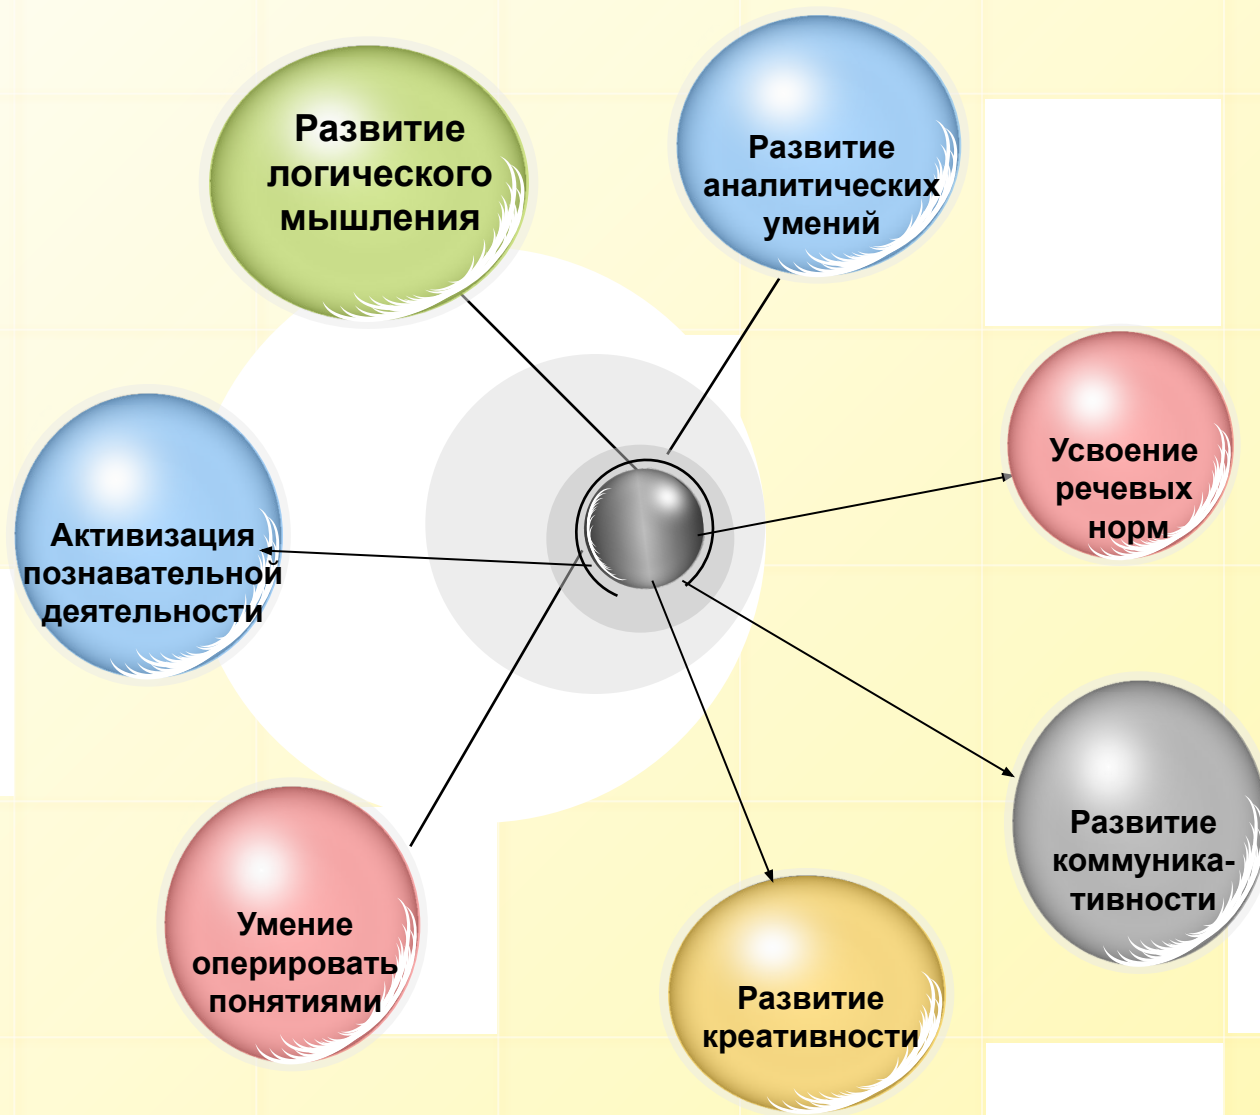 Развитие
логического
мышления
Развитие
аналитических
умений
Усвоение
речевых
норм
Активизация
познавательной
деятельности
Развитие
коммуника-
тивности
Умение
оперировать
понятиями
Развитие
креативности